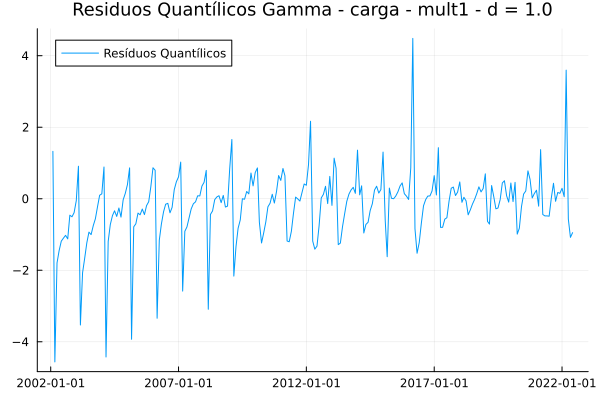 Residuos Quantílicos Gamma - carga - mult1 - d = 1.0
Resíduos Quantílicos
4
2
0
−2
−4
2002-01-01 2007-01-01 2012-01-01 2017-01-01 2022-01-01